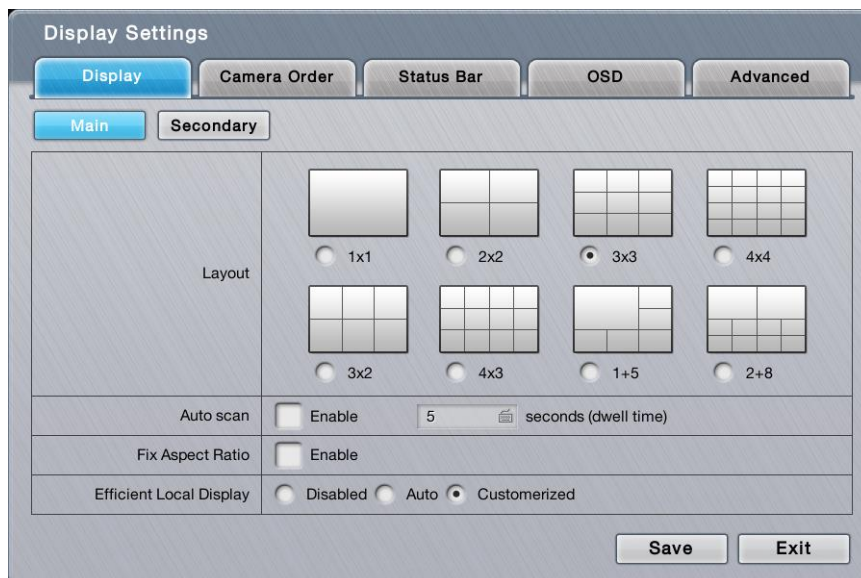 Display Settings
Display Camera Order Status Bar OSD Advanced
Main Secondary
Layout
1x1 2x2 3x3 4x4
3x2 4x3 1+5 2+8
Auto scan Enable 5 seconds (dwell time)
Fix Aspect Ratio Enable
Efficient Local Display Disabled Auto Customerized
Save Exit